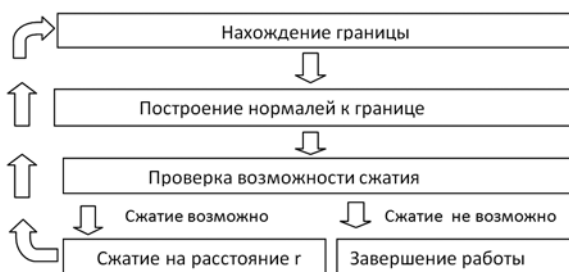 Нахождение границы
Построение нормалей к границе
Проверка возможности сжатия
Сжатие возможно
Сжатие не возможно
Сжатие на расстояние r
Завершение работы